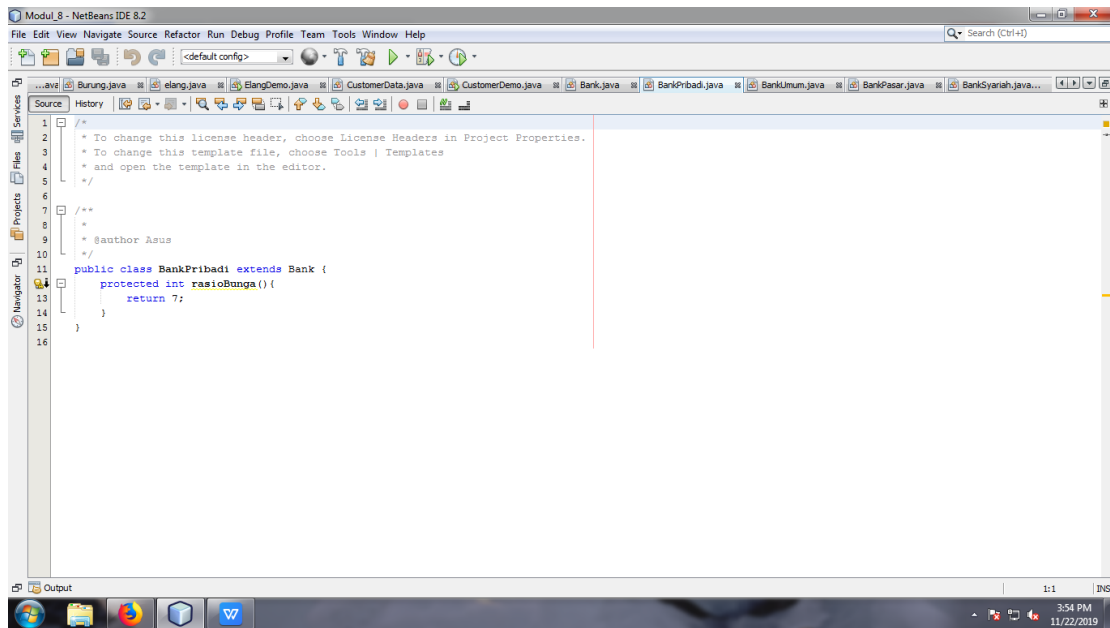 Modul_8 - NetBeans IDE 8.2
File Edit View Navigate Source Refactor Run Debug Profile Team Tools Window Help
Search (Ctrl+I)
<default config>
...ava Burung.java elang.java ElangDemo.java CustomerData.java CustomerDemo.java Bank.java BankPribadi.java BankUmum.java BankPasar.java BankSyariah.java...
Source History
Services
Files
Projects
Navigator
1 /*
2 * To change this license header, choose License Headers in Project Properties.
3 * To change this template file, choose Tools | Templates
4 * and open the template in the editor.
5 */
6
7 /**
8 *
9 * @author Asus
10 */
11 public class BankPribadi extends Bank {
protected int rasioBunga(){
13 return 7;
14 }
15 }
16
Output
1:1 INS
W
3:54 PM
11/22/2019